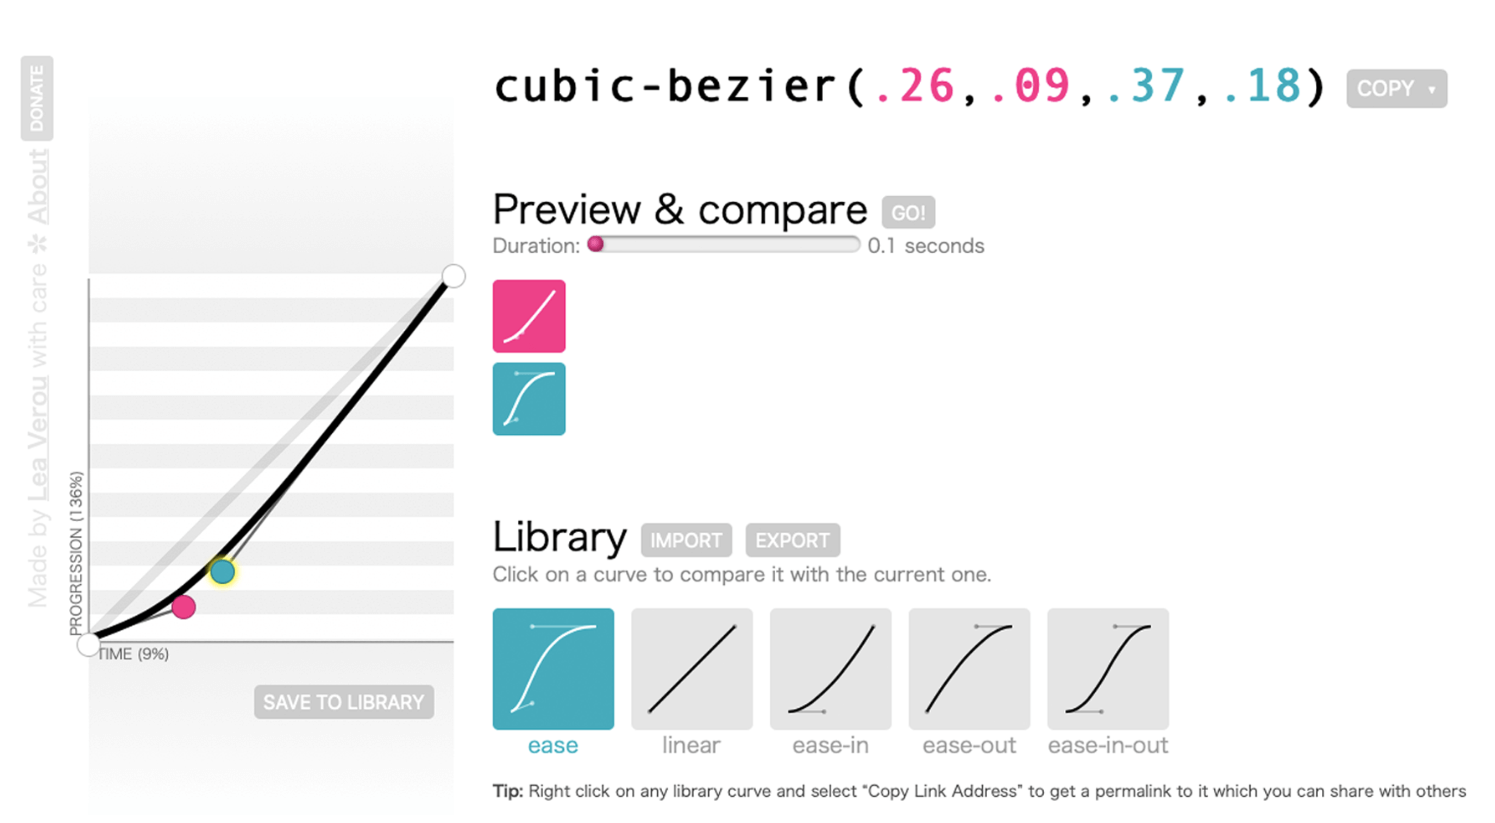 DONATE
Made by Lea Verou with care ✲ About
cubic-bezier(.26,.09,.37,.18)
COPY ▼
Preview & compare GO!
Duration: 0.1 seconds
PROGRESSION (136%)
TIME (9%)
SAVE TO LIBRARY
Library IMPORT EXPORT
Click on a curve to compare it with the current one.
ease linear ease-in ease-out ease-in-out
Tip: Right click on any library curve and select “Copy Link Address” to get a permalink to it which you can share with others